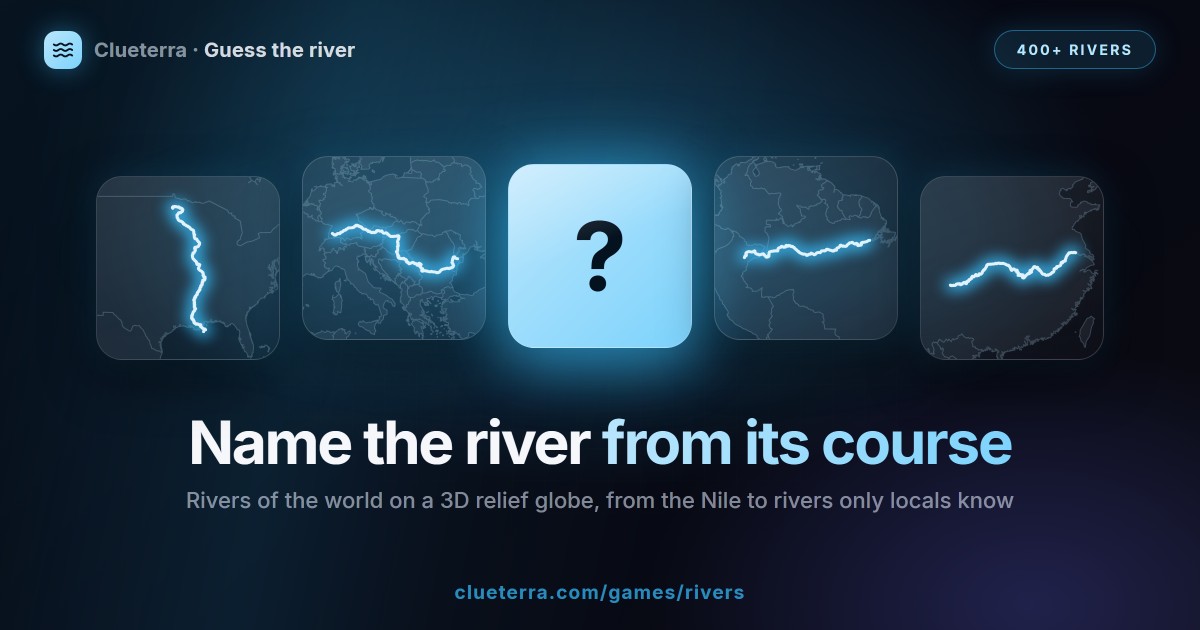 Clueterra · Guess the river
400+ RIVERS
?
Name the river from its course
Rivers of the world on a 3D relief globe, from the Nile to rivers only locals know
clueterra.com/games/rivers